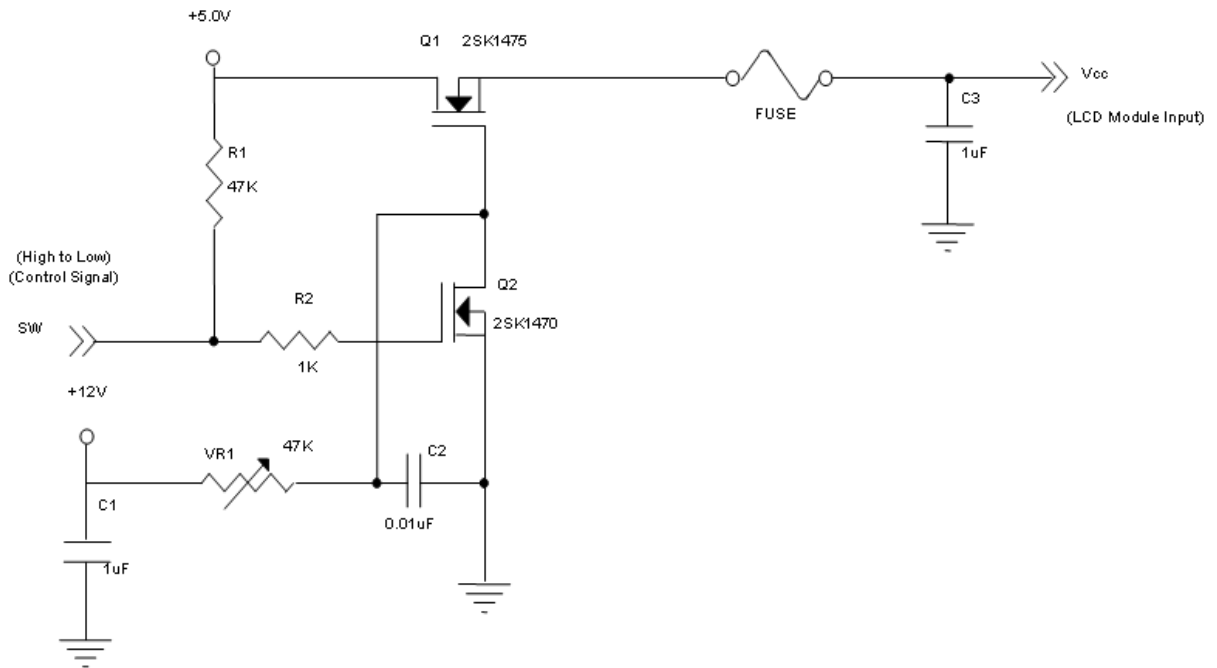 +5.0V
Q1 2SK1475
Vcc
C3
FUSE
(LCD Module Input)
R1
1uF
47K
(High to Low)
(Control Signal)
Q2
R2
SW
2SK1470
1K
+12V
47K
VR1
C2
C1
0.01uF
1uF